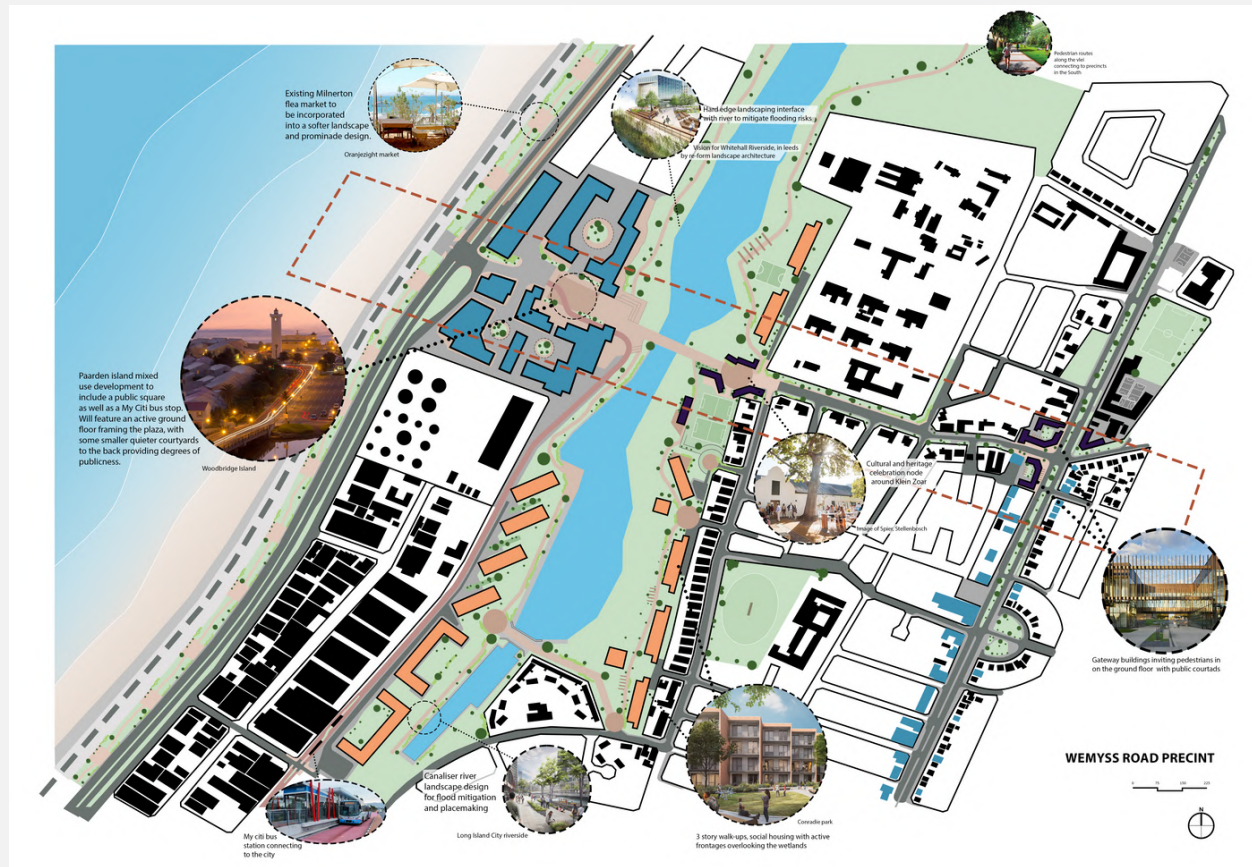 Pedestrian routes
along the vlei
connecting to precincts
in the South
Existing Milnerton
flea market to
be incorporated
into a softer landscape
and prominade design.
Oranjezight market
Hard edge landscaping interface
with river to mitigate flooding risks.
Vision for Whitehall Riverside, in leeds
by re-form landscape architecture
Paarden island mixed
use development to
include a public square
as well as a My Citi bus stop.
Will feature an active ground
floor framing the plaza, with
some smaller quieter courtyards
to the back providing degrees of
publicness.
Woodbridge Island
Cultural and heritage
celebration node
around Klein Zoar
Image of Spier, Stellenbosch
Gateway buildings inviting pedestrians in
on the ground floor with public courtads
WEMYSS ROAD PRECINT
0 75 150 225
N
Canaliser river
landscape design
for flood mitigation
and placemaking
Long Island City riverside
Conradie park
3 story walk-ups, social housing with active
frontages overlooking the wetlands
My citi bus
station connecting
to the city